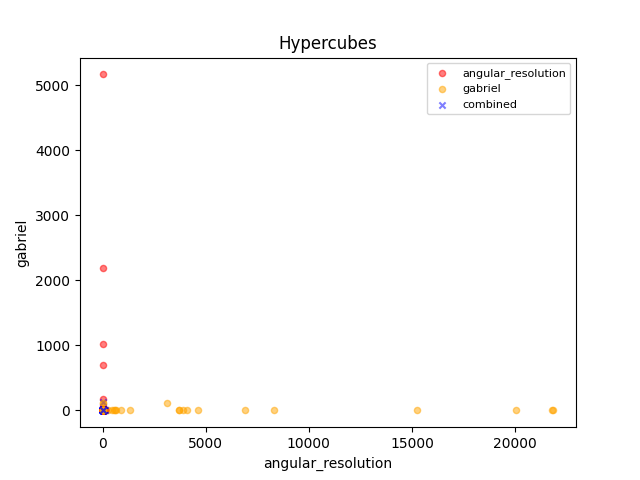 Hypercubes
angular_resolution
gabriel
combined
gabriel
5000
4000
3000
2000
1000
0
0 5000 10000 15000 20000
angular_resolution